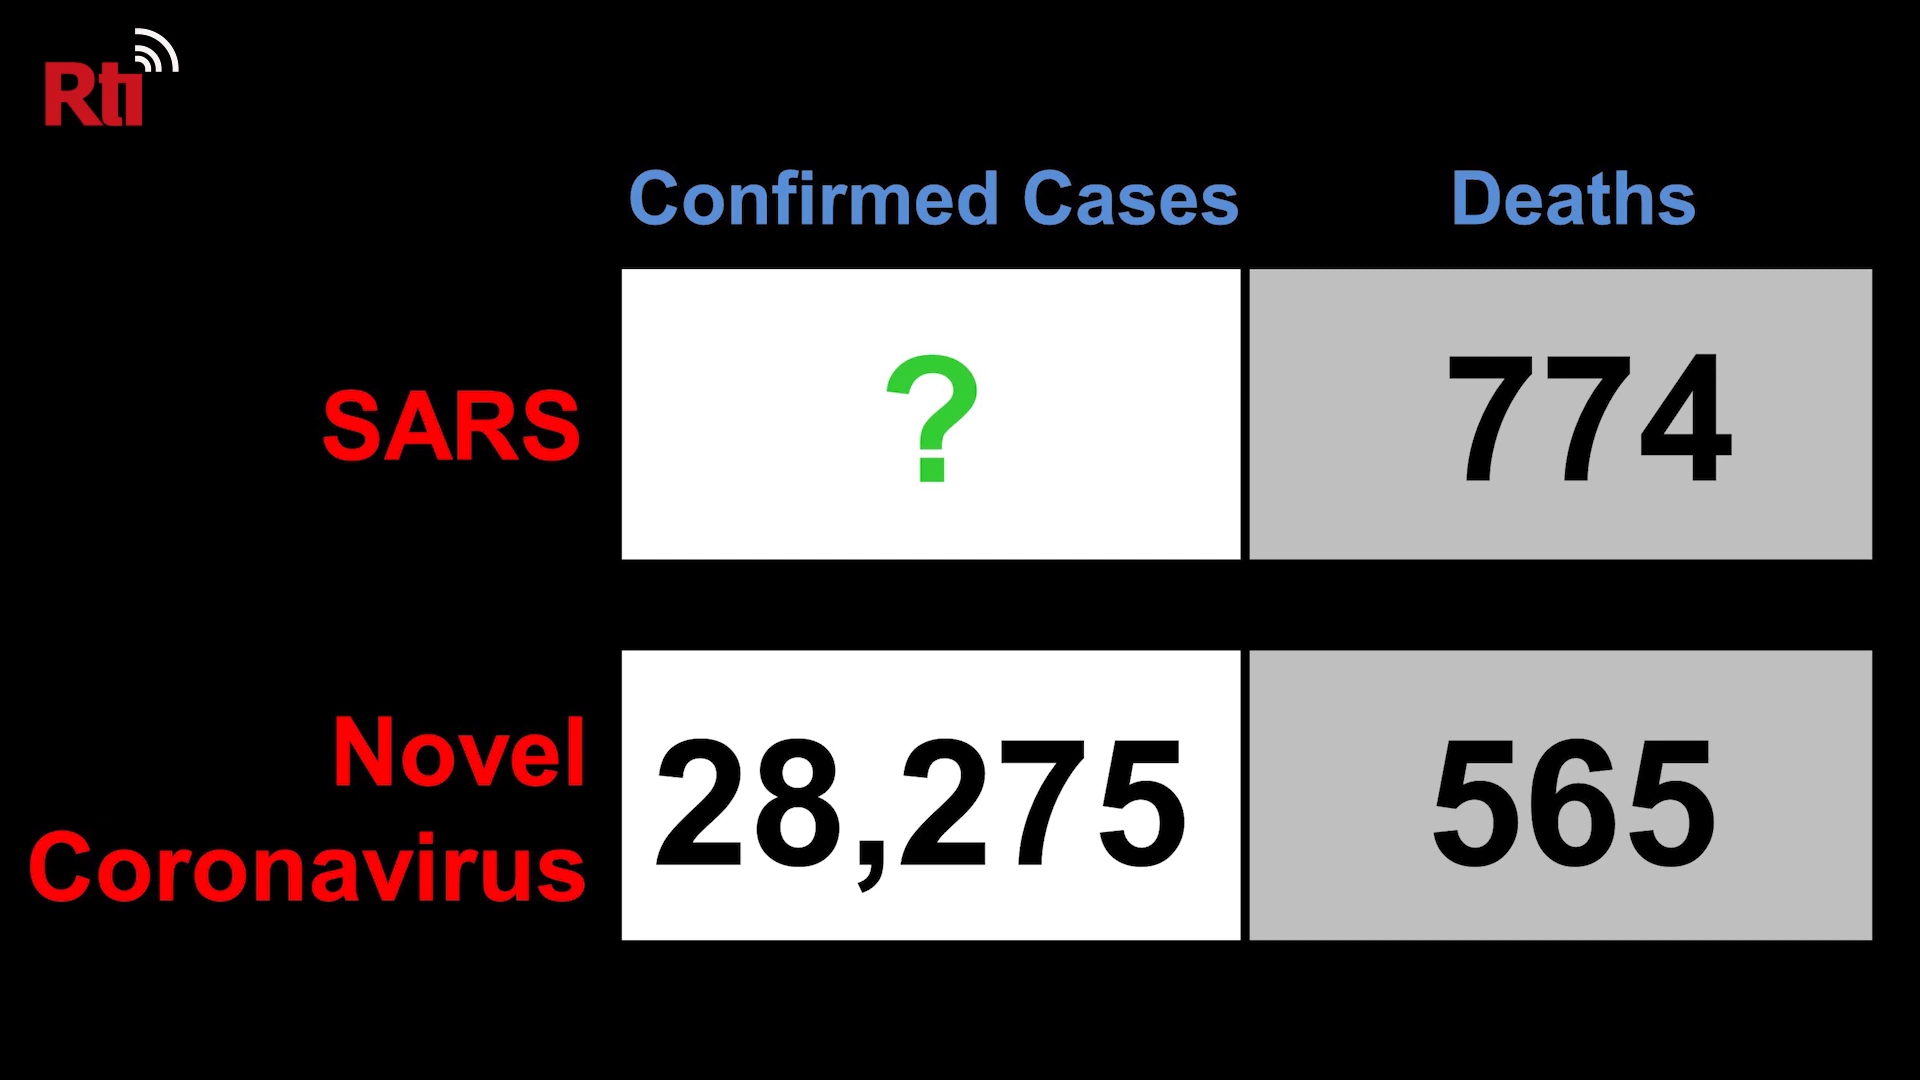 Rti
Confirmed Cases Deaths
SARS ? 774
Novel
Coronavirus 28,275 565